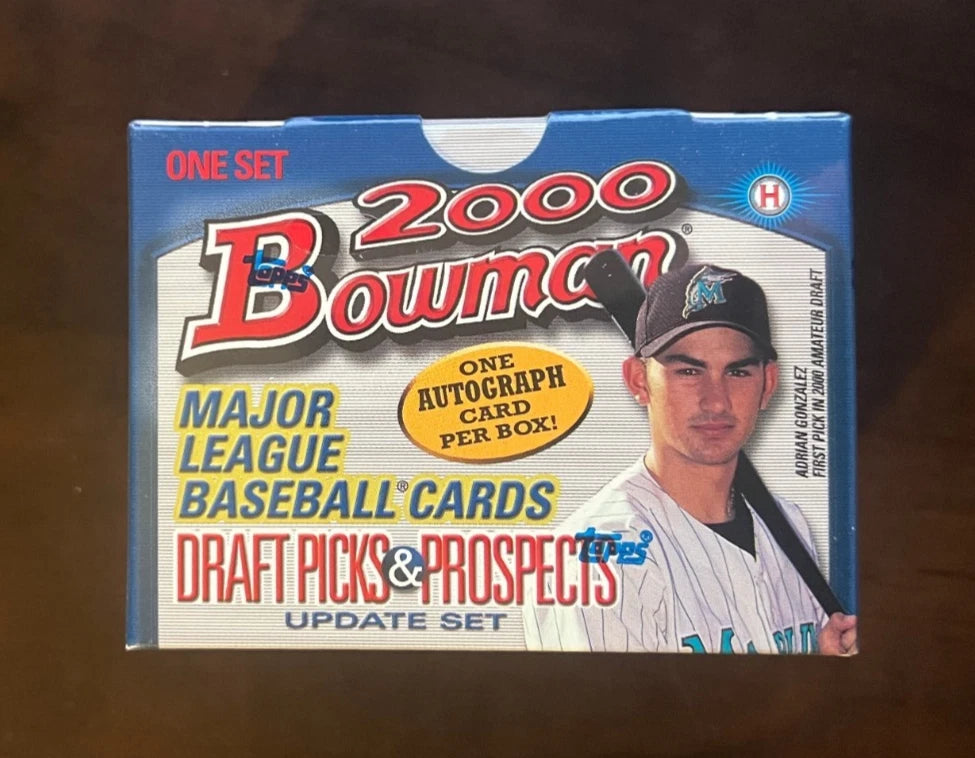 ONE SET
H
2000
Bowman®
topps®
ONE
AUTOGRAPH
CARD
PER BOX!
MAJOR
LEAGUE
BASEBALL® CARDS
DRAFT PICKS & PROSPECTS
topps®
UPDATE SET
M
MARLI
ADRIAN GONZALEZ
FIRST PICK IN 2000 AMATEUR DRAFT